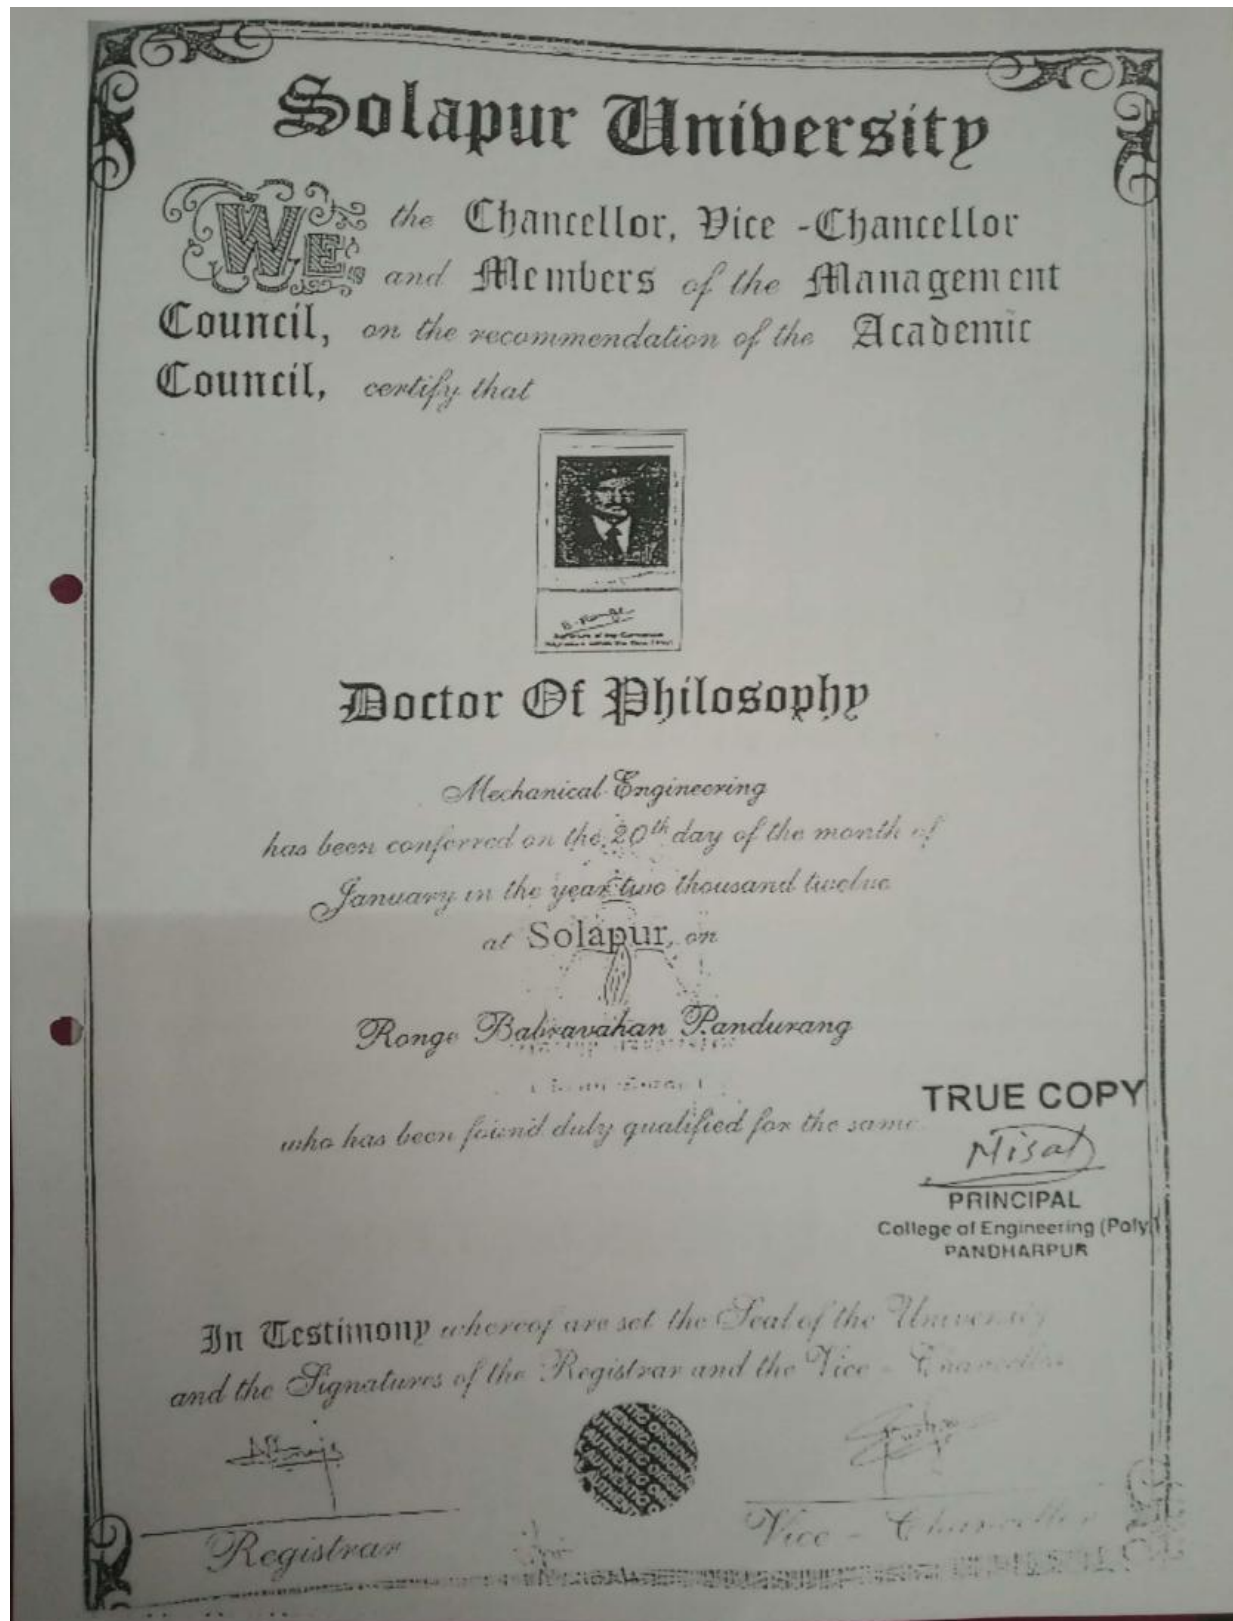 Solapur University
WE, the Chancellor, Vice -Chancellor
and Members of the Management
Council, on the recommendation of the Academic
Council, certify that
B. Ronge
Doctor Of Philosophy
Mechanical Engineering
has been conferred on the 20th day of the month of
January in the year two thousand twelve
at Solapur, on
Ronge Babravahan Pandurang
who has been found duly qualified for the same.
TRUE COPY
PRINCIPAL
College of Engineering (Poly.)
PANDHARPUR
In Testimony whereof are set the Seal of the University
and the Signatures of the Registrar and the Vice - Chancellor
AUTHENTIC ORIGINAL
Registrar
Vice - Chancellor